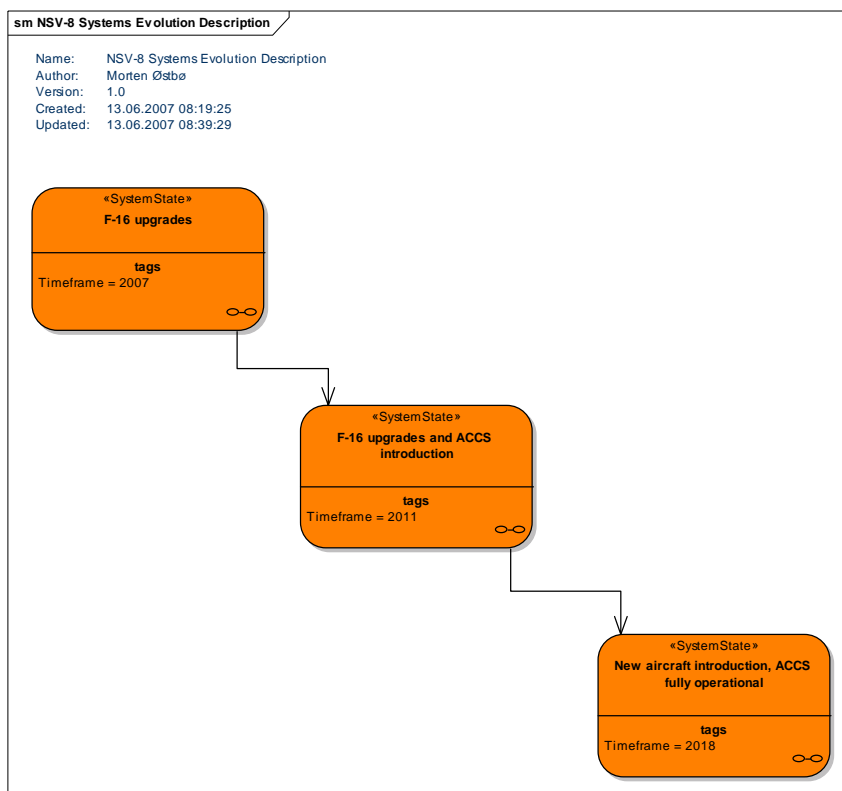 sm NSV-8 Systems Evolution Description
Name: NSV-8 Systems Evolution Description
Author: Morten Østbø
Version: 1.0
Created: 13.06.2007 08:19:25
Updated: 13.06.2007 08:39:29
«SystemState»
F-16 upgrades
tags
Timeframe = 2007
«SystemState»
F-16 upgrades and ACCS
introduction
tags
Timeframe = 2011
«SystemState»
New aircraft introduction, ACCS
fully operational
tags
Timeframe = 2018